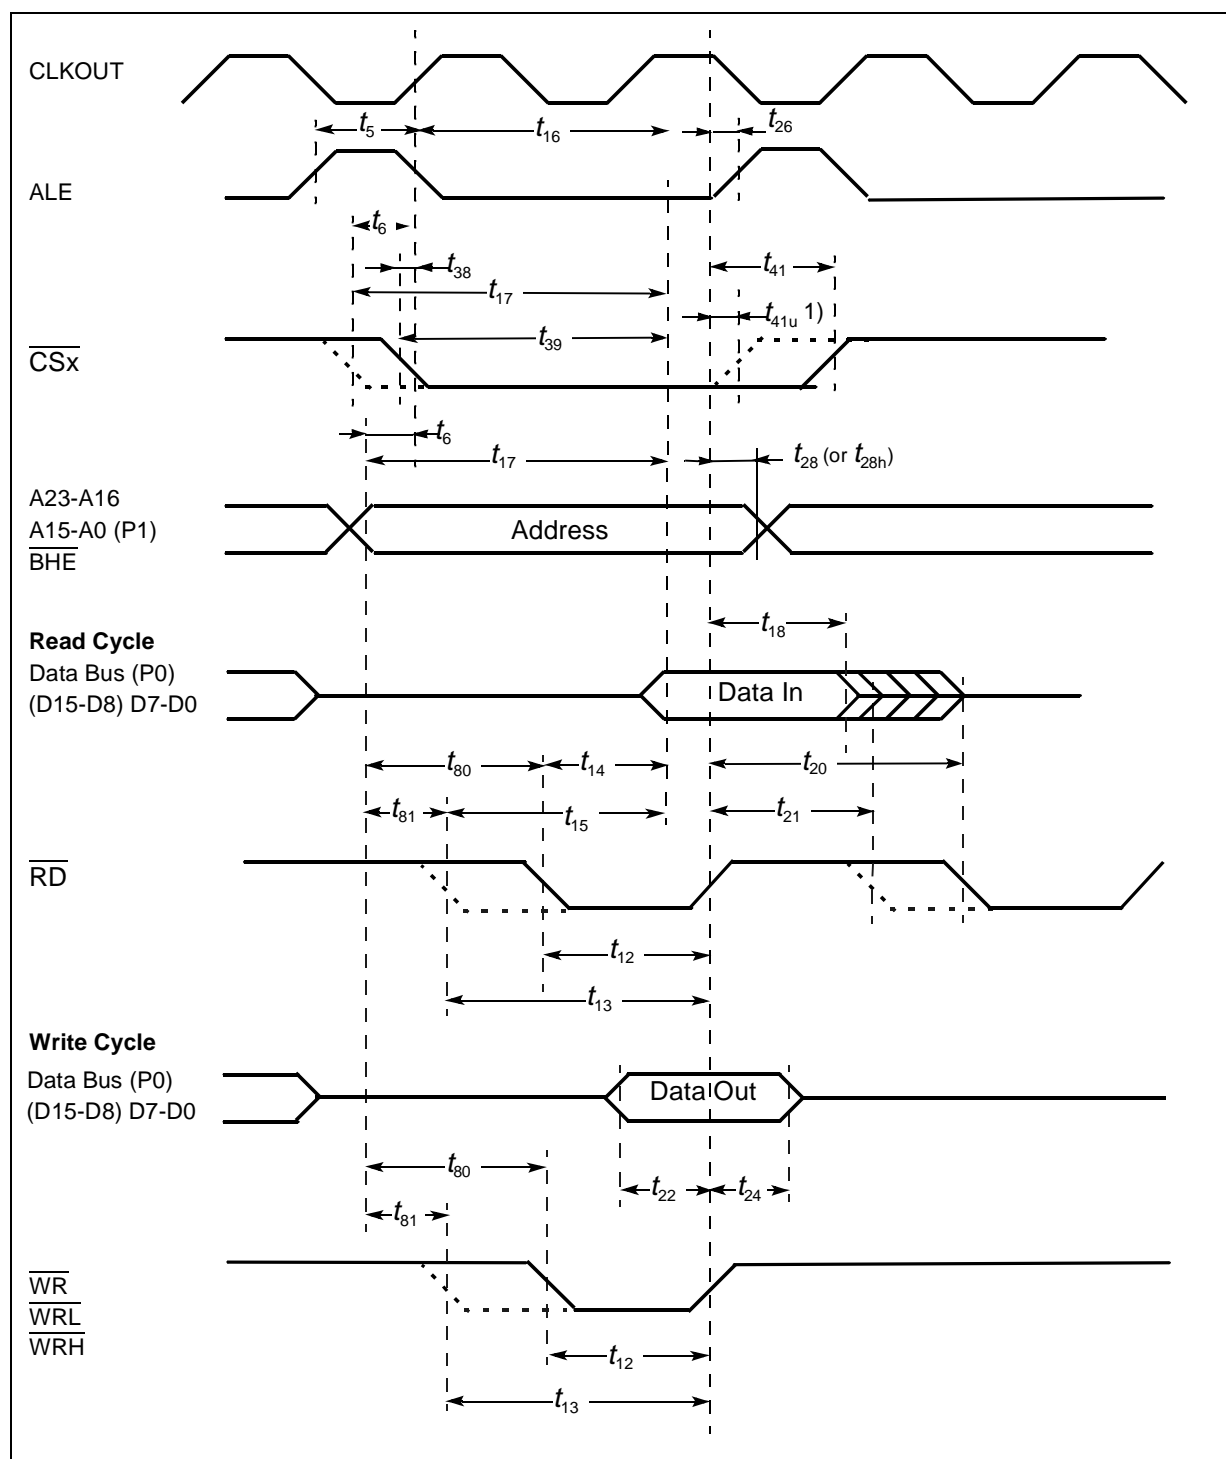 CLKOUT
t5
t16
t26
ALE
t6
t38
t41
t17
t41u 1)
t39
CSx
t6
t17
t28 (or t28h)
A23-A16
A15-A0 (P1)
BHE
Address
t18
Read Cycle
Data Bus (P0)
(D15-D8) D7-D0
Data In
t80
t14
t20
t81
t15
t21
RD
t12
t13
Write Cycle
Data Bus (P0)
(D15-D8) D7-D0
Data Out
t80
t22
t24
t81
WR
WRL
WRH
t12
t13